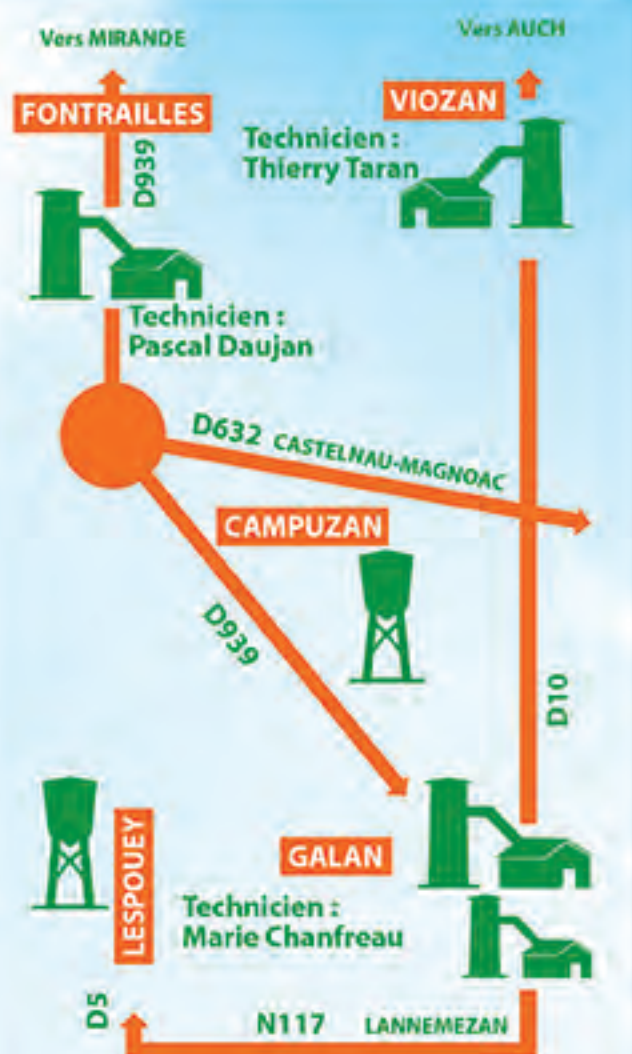 Vers MIRANDE
Vers AUCH
FONTRAILLES
VIOZAN
D939
Technicien :
Thierry Taran
Technicien :
Pascal Daujan
D632 CASTELNAU-MAGNOAC
CAMPUZAN
D939
D10
LESPOUEY
GALAN
Technicien :
Marie Chanfreau
D5
N117 LANNEMEZAN